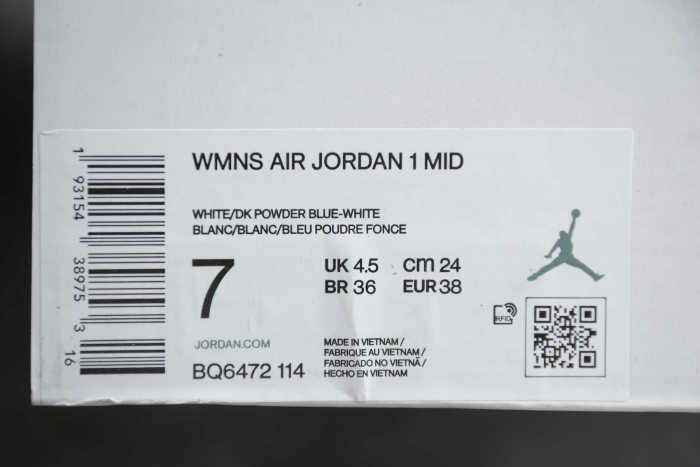 WMNS AIR JORDAN 1 MID
WHITE/DK POWDER BLUE-WHITE
BLANC/BLANC/BLEU POUDRE FONCE
7
UK 4.5 cm 24
BR 36 EUR 38
JORDAN.COM
BQ6472 114
MADE IN VIETNAM /
FABRIQUE AU VIETNAM /
FABRICADO NO VIETNÃ /
HECHO EN VIETNAM
RFID
1 93154 38975 3 16